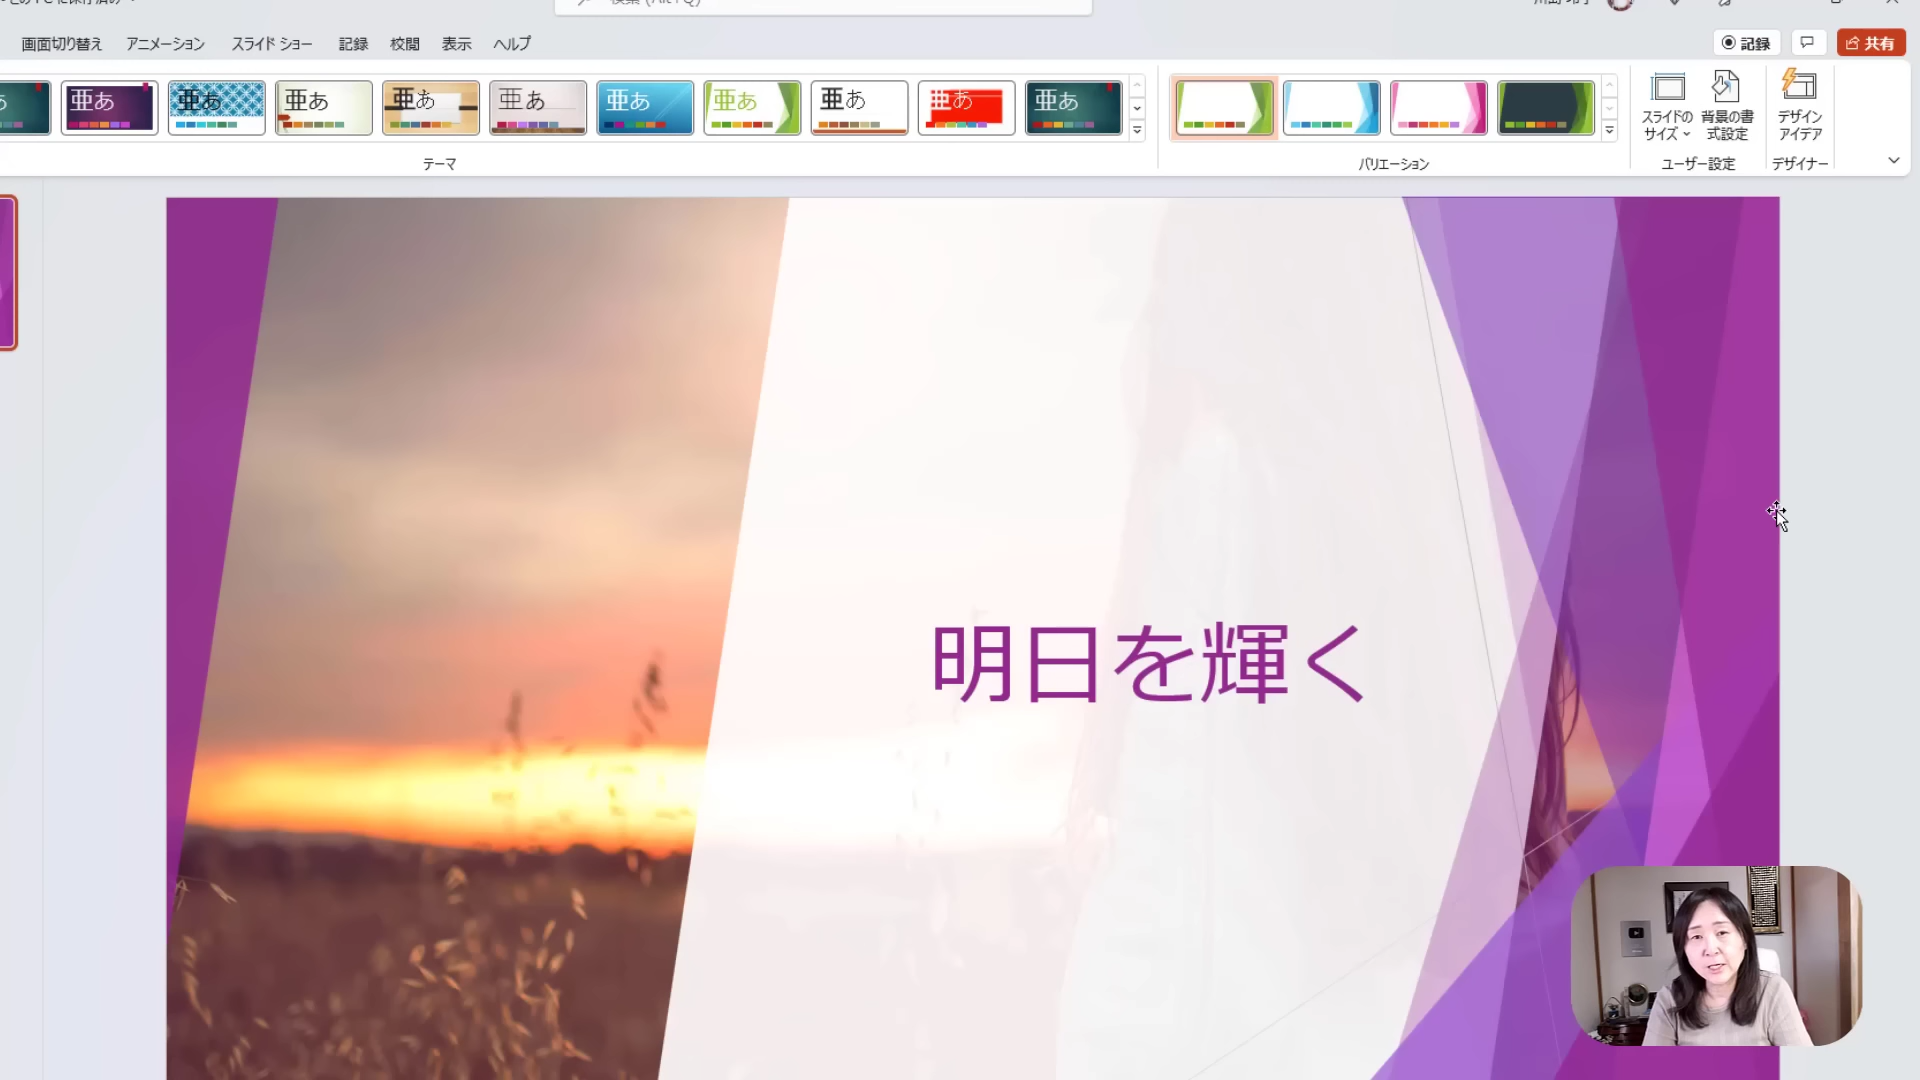 画面切り替え アニメーション スライド ショー 記録 校閲 表示 ヘルプ
記録 共有
亜あ 亜あ 亜あ 亜あ 亜あ 亜あ 亜あ 亜あ 亜あ 亜あ
スライドの サイズ
背景の書 式設定
デザイン アイデア
テーマ バリエーション ユーザー設定 デザイナー
明日を輝く